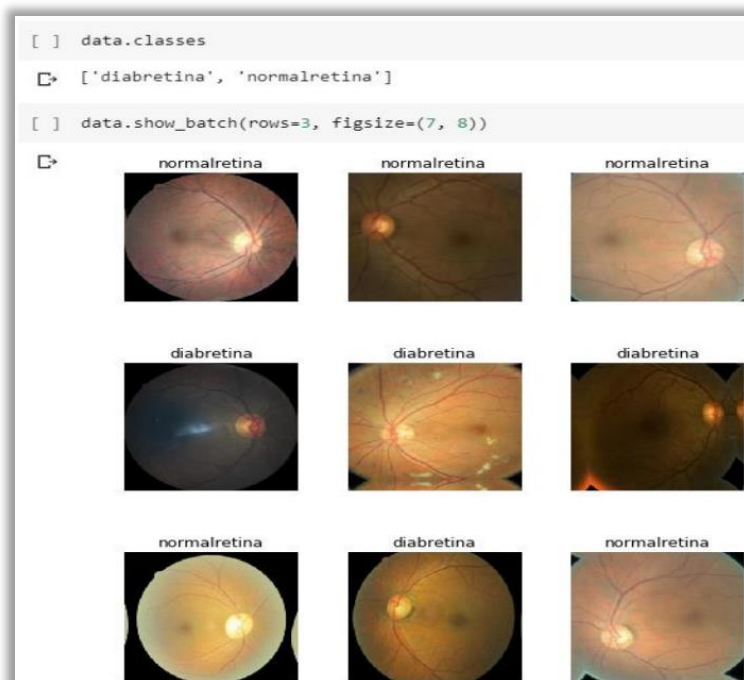 [ ] data.classes
['diabretina', 'normalretina']
[ ] data.show_batch(rows=3, figsize=(7, 8))
normalretina normalretina normalretina
diabretina diabretina diabretina
normalretina diabretina normalretina